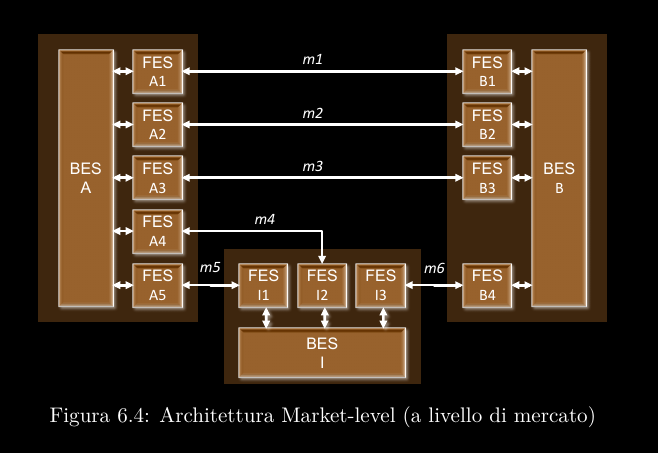 FES
A1
m1
FES
B1
FES
A2
m2
FES
B2
BES
A
FES
A3
m3
FES
B3
BES
B
FES
A4
m4
FES
A5
m5
FES
I1
FES
I2
FES
I3
m6
FES
B4
BES
I
Figura 6.4: Architettura Market-level (a livello di mercato)